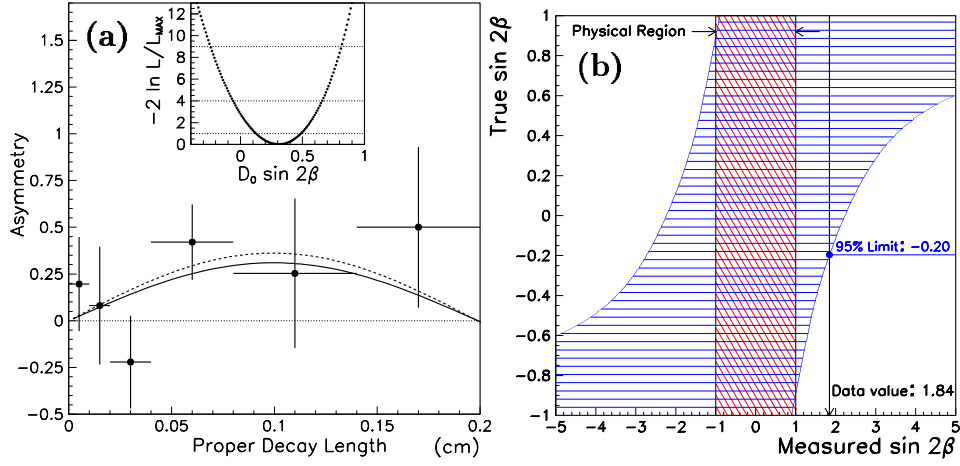 (a)
Asymmetry
1.5
1.25
1
0.75
0.5
0.25
0
−0.25
−0.5
0 0.05 0.1 0.15 0.2
Proper Decay Length (cm)
−2 ln L/L_MAX
12
10
8
6
4
2
0
0 0.5 1
D₀ sin 2β
(b)
True sin 2β
1
0.8
0.6
0.4
0.2
0
−0.2
−0.4
−0.6
−0.8
−1
Physical Region
95% Limit: −0.20
Data value: 1.84
−5 −4 −3 −2 −1 0 1 2 3 4 5
Measured sin 2β